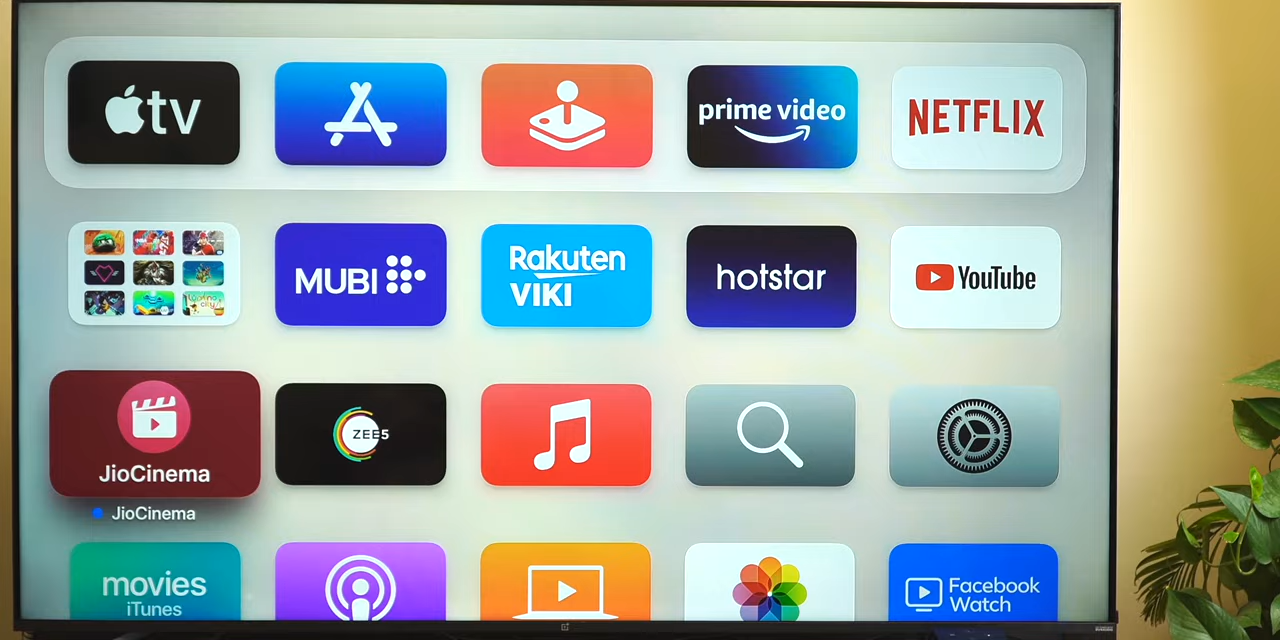 tv
prime video
NETFLIX
MUBI
Rakuten
VIKI
hotstar
YouTube
JioCinema
ZEE5
JioCinema
movies
iTunes
Facebook
Watch